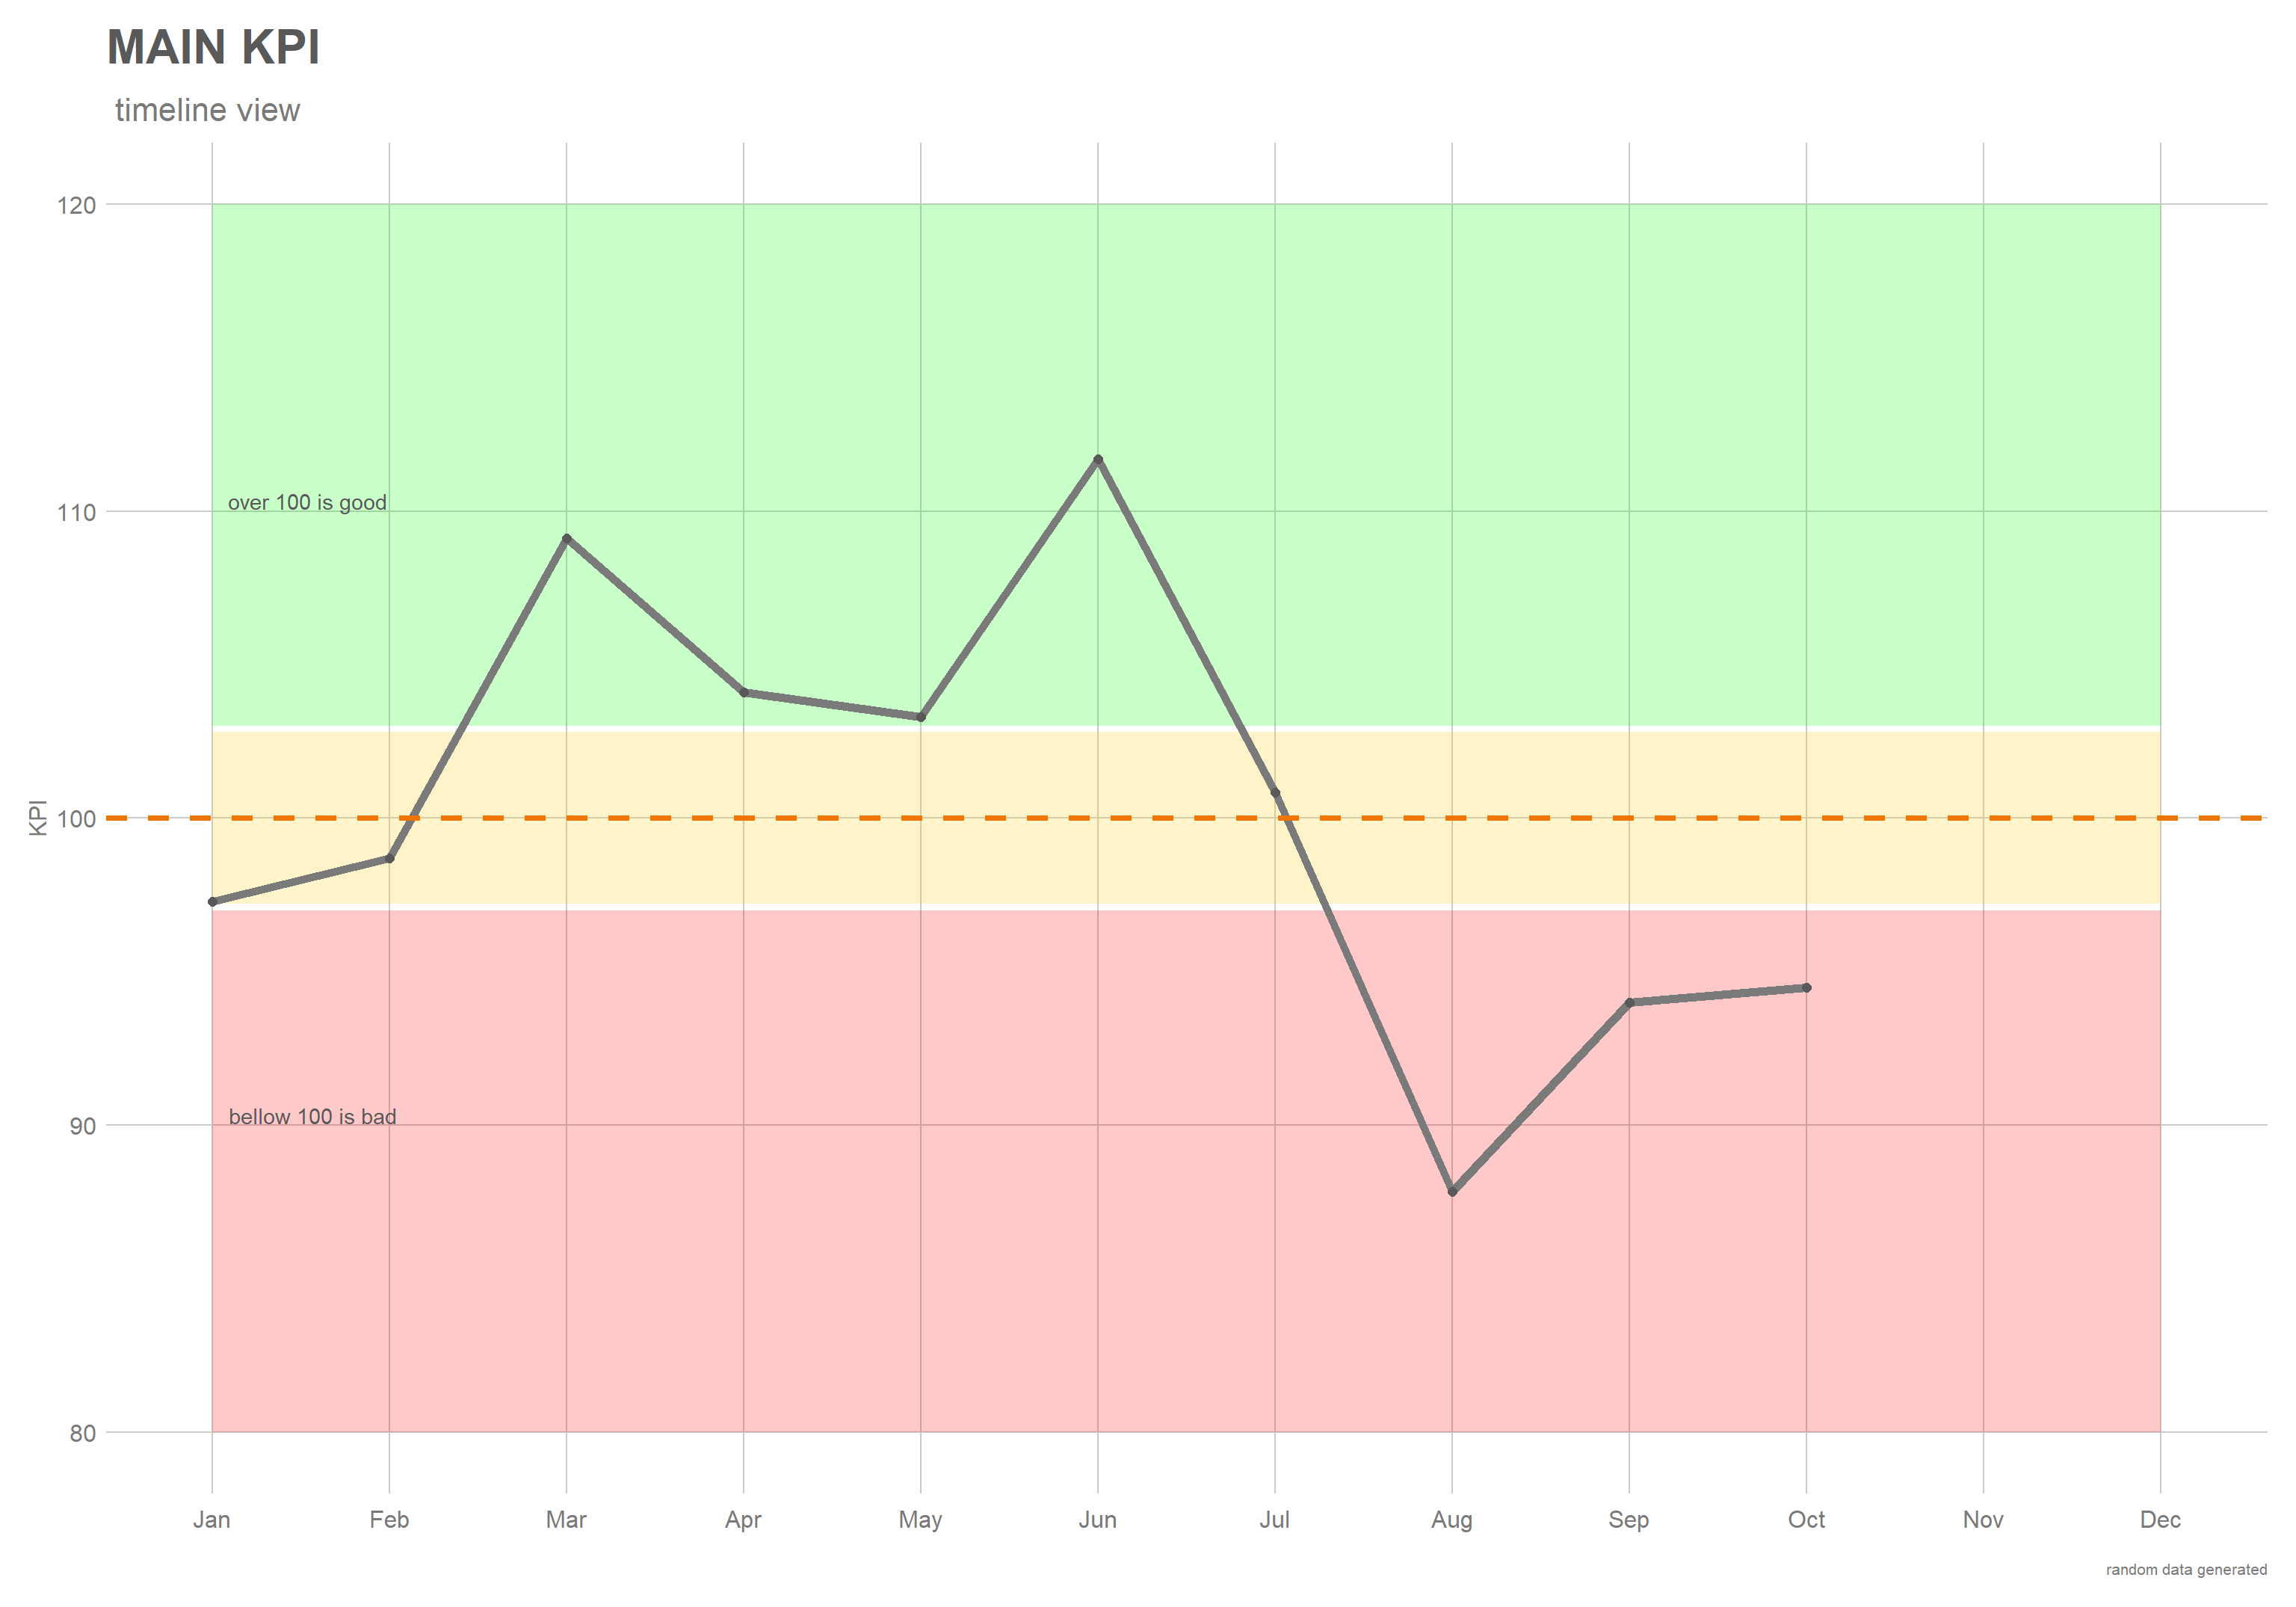 MAIN KPI
timeline view
120
110
over 100 is good
KPI
100
90
bellow 100 is bad
80
Jan Feb Mar Apr May Jun Jul Aug Sep Oct Nov Dec
random data generated